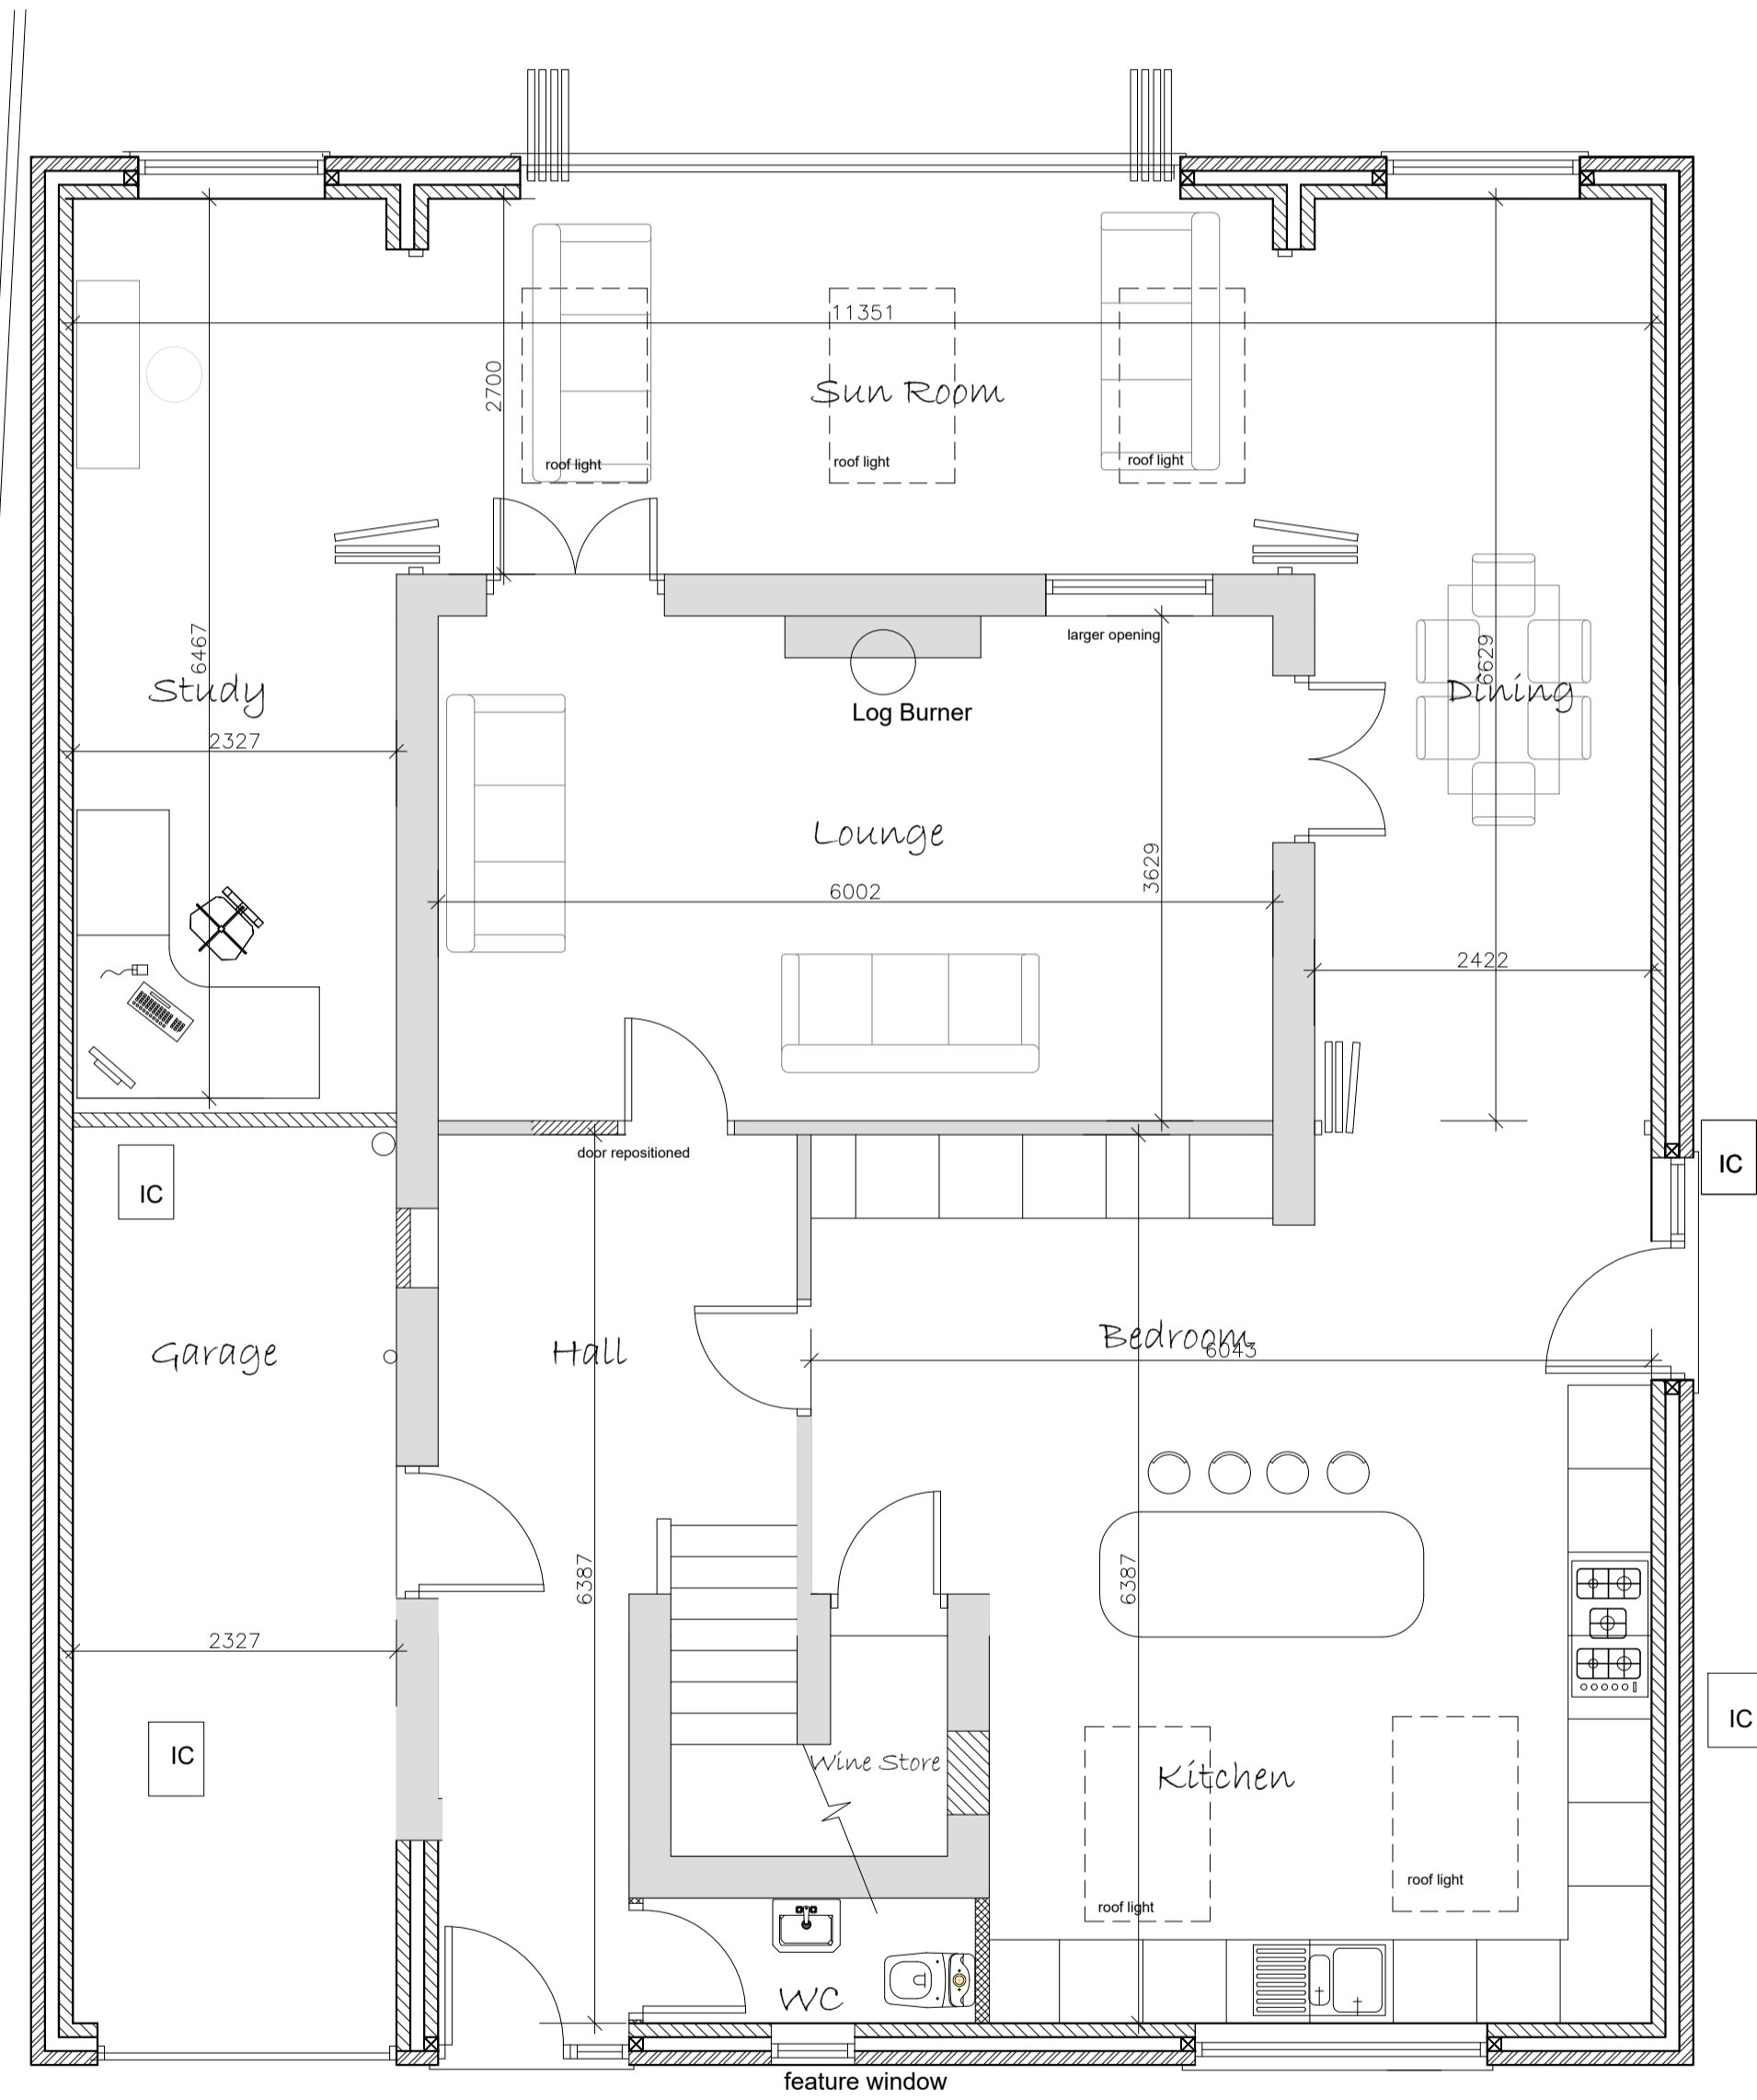 11351
2700
Sun Room
roof light
roof light
roof light
6467
Study
2327
larger opening
6629
Dining
Log Burner
Lounge
3629
6002
2422
door repositioned
IC
IC
Garage
Hall
Bedroom
6043
6387
6387
2327
IC
Wine Store
Kitchen
IC
roof light
roof light
WC
feature window